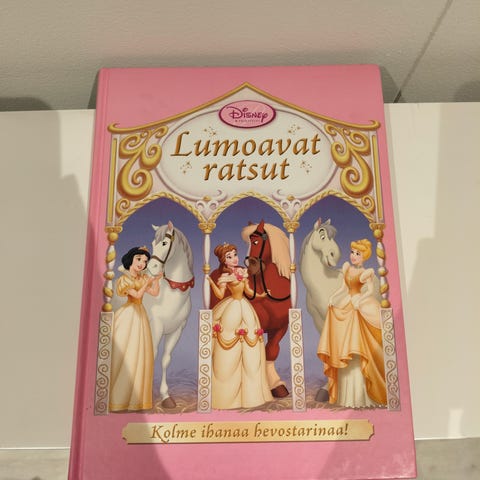 Disney
Lumoavat
ratsut
Kolme ihanaa hevostarinaa!